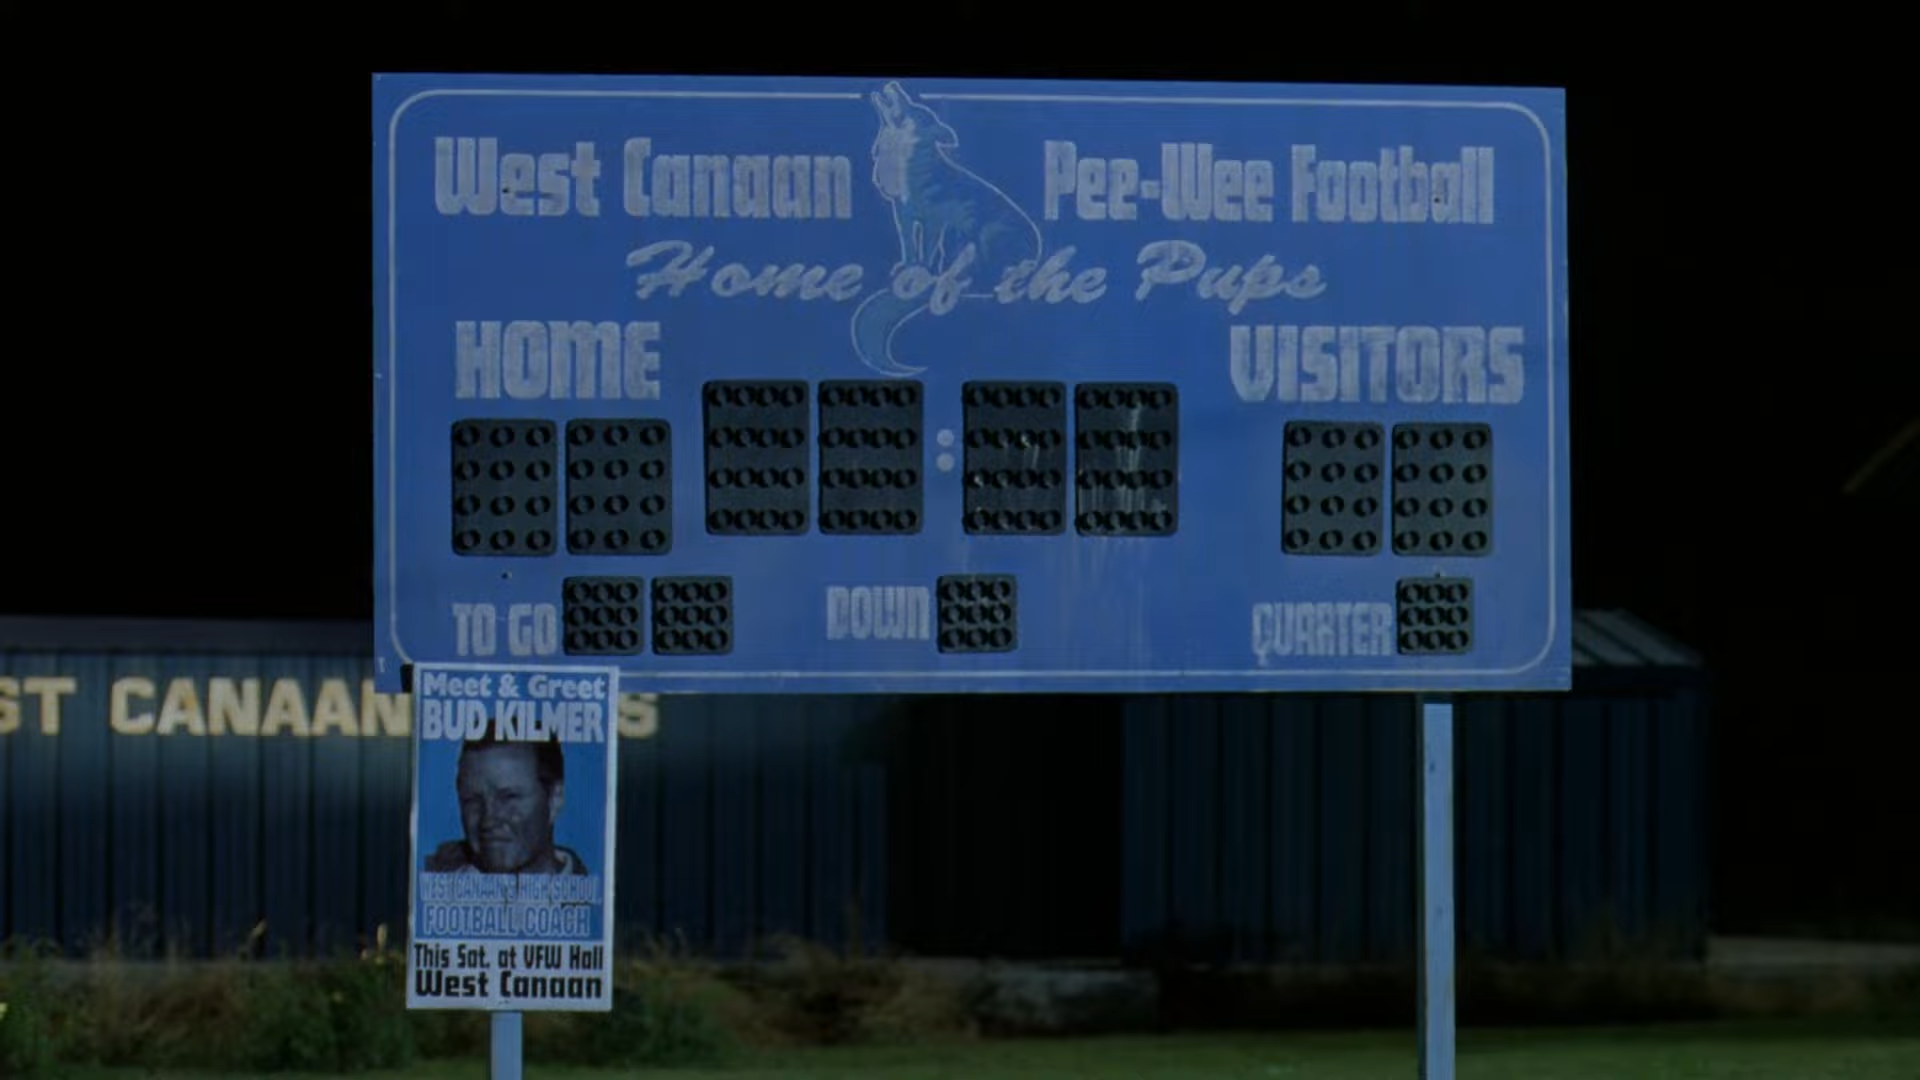 West Canaan Pee-Wee Football
Home of the Pups
HOME
VISITORS
:
TO GO
DOWN
QUARTER
ST CANAAN
S
Meet & Greet
BUD KILMER
WEST CANAAN'S HIGH SCHOOL
FOOTBALL COACH
This Sat. at VFW Hall
West Canaan